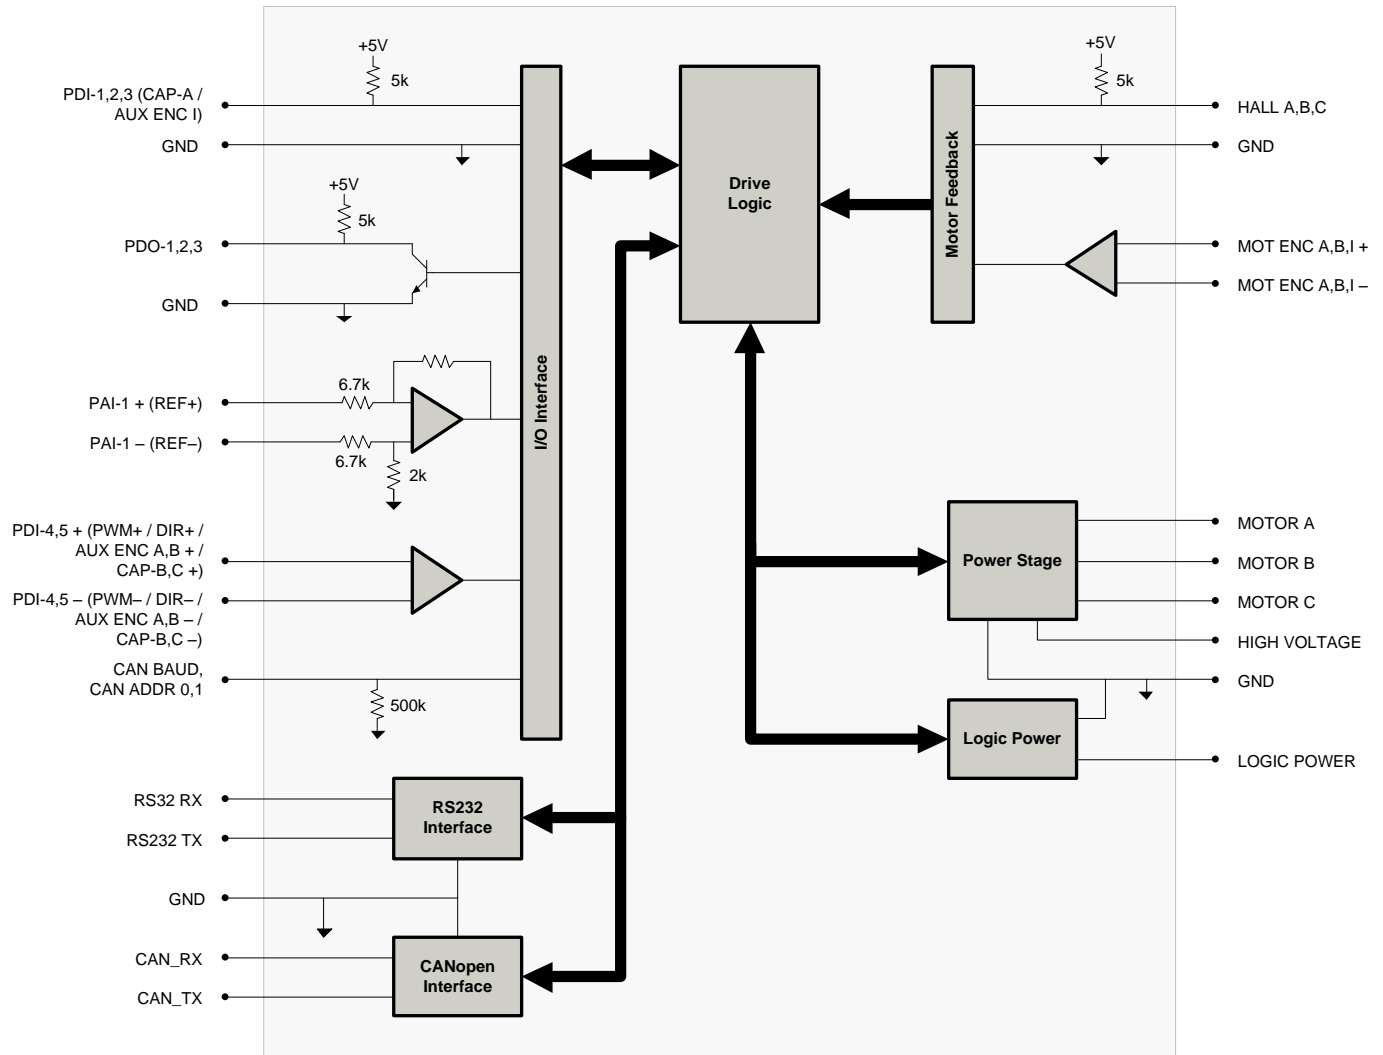 +5V
5k
PDI-1,2,3 (CAP-A /
AUX ENC I)
GND
+5V
5k
PDO-1,2,3
GND
6.7k
PAI-1 + (REF+)
PAI-1 – (REF–)
6.7k
2k
PDI-4,5 + (PWM+ / DIR+ /
AUX ENC A,B + /
CAP-B,C +)
PDI-4,5 – (PWM– / DIR– /
AUX ENC A,B – /
CAP-B,C –)
CAN BAUD,
CAN ADDR 0,1
500k
RS32 RX
RS232 TX
GND
CAN_RX
CAN_TX
I/O Interface
RS232
Interface
CANopen
Interface
Drive
Logic
Motor Feedback
+5V
5k
HALL A,B,C
GND
MOT ENC A,B,I +
MOT ENC A,B,I –
Power Stage
MOTOR A
MOTOR B
MOTOR C
HIGH VOLTAGE
GND
Logic Power
LOGIC POWER